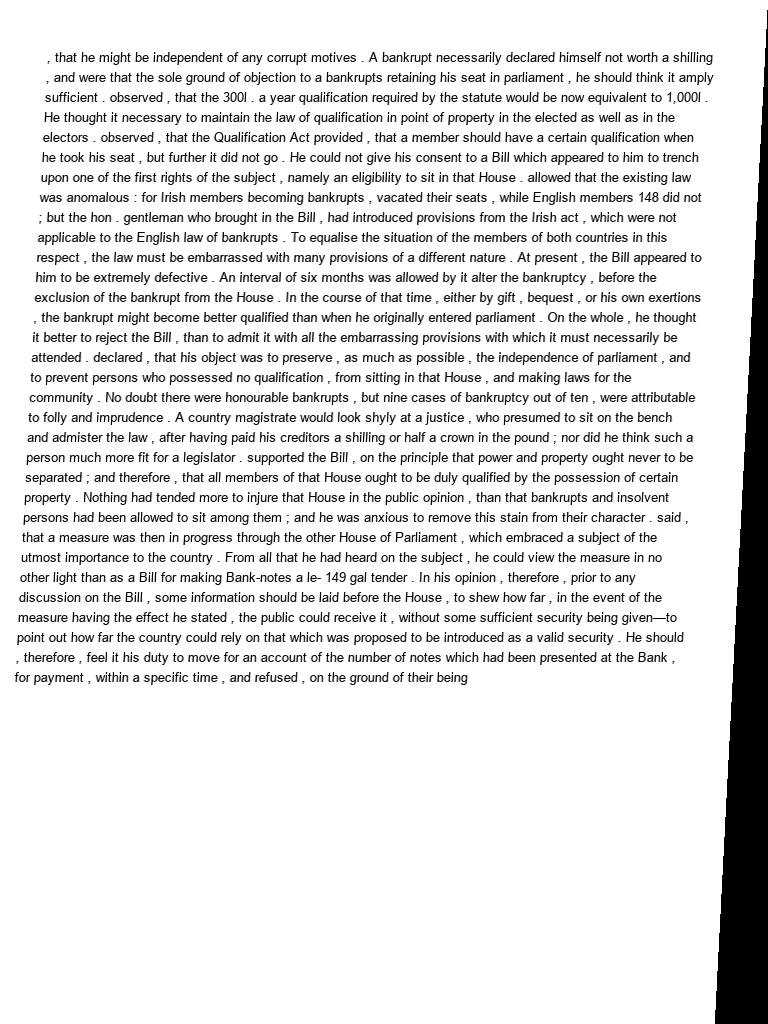 , that he might be independent of any corrupt motives . A bankrupt necessarily declared himself not worth a shilling
, and were that the sole ground of objection to a bankrupts retaining his seat in parliament , he should think it amply
sufficient . observed , that the 300l . a year qualification required by the statute would be now equivalent to 1,000l .
He thought it necessary to maintain the law of qualification in point of property in the elected as well as in the
electors . observed , that the Qualification Act provided , that a member should have a certain qualification when
he took his seat , but further it did not go . He could not give his consent to a Bill which appeared to him to trench
upon one of the first rights of the subject , namely an eligibility to sit in that House . allowed that the existing law
was anomalous : for Irish members becoming bankrupts , vacated their seats , while English members 148 did not
; but the hon . gentleman who brought in the Bill , had introduced provisions from the Irish act , which were not
applicable to the English law of bankrupts . To equalise the situation of the members of both countries in this
respect , the law must be embarrassed with many provisions of a different nature . At present , the Bill appeared to
him to be extremely defective . An interval of six months was allowed by it alter the bankruptcy , before the
exclusion of the bankrupt from the House . In the course of that time , either by gift , bequest , or his own exertions
, the bankrupt might become better qualified than when he originally entered parliament . On the whole , he thought
it better to reject the Bill , than to admit it with all the embarrassing provisions with which it must necessarily be
attended . declared , that his object was to preserve , as much as possible , the independence of parliament , and
to prevent persons who possessed no qualification , from sitting in that House , and making laws for the
community . No doubt there were honourable bankrupts , but nine cases of bankruptcy out of ten , were attributable
to folly and imprudence . A country magistrate would look shyly at a justice , who presumed to sit on the bench
and admister the law , after having paid his creditors a shilling or half a crown in the pound ; nor did he think such a
person much more fit for a legislator . supported the Bill , on the principle that power and property ought never to be
separated ; and therefore , that all members of that House ought to be duly qualified by the possession of certain
property . Nothing had tended more to injure that House in the public opinion , than that bankrupts and insolvent
persons had been allowed to sit among them ; and he was anxious to remove this stain from their character . said ,
that a measure was then in progress through the other House of Parliament , which embraced a subject of the
utmost importance to the country . From all that he had heard on the subject , he could view the measure in no
other light than as a Bill for making Bank-notes a le- 149 gal tender . In his opinion , therefore , prior to any
discussion on the Bill , some information should be laid before the House , to shew how far , in the event of the
measure having the effect he stated , the public could receive it , without some sufficient security being given—to
point out how far the country could rely on that which was proposed to be introduced as a valid security . He should
, therefore , feel it his duty to move for an account of the number of notes which had been presented at the Bank ,
for payment , within a specific time , and refused , on the ground of their being